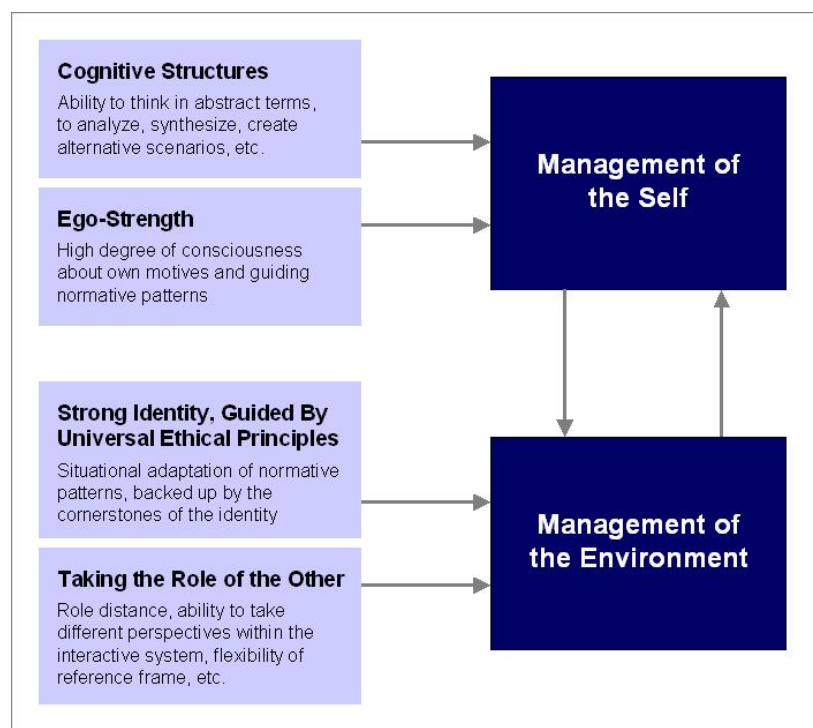 Cognitive Structures
Ability to think in abstract terms,
to analyze, synthesize, create
alternative scenarios, etc.
Management of
the Self
Ego-Strength
High degree of consciousness
about own motives and guiding
normative patterns
Strong Identity, Guided By
Universal Ethical Principles
Situational adaptation of normative
patterns, backed up by the
cornerstones of the identity
Management of
the Environment
Taking the Role of the Other
Role distance, ability to take
different perspectives within the
interactive system, flexibility of
reference frame, etc.